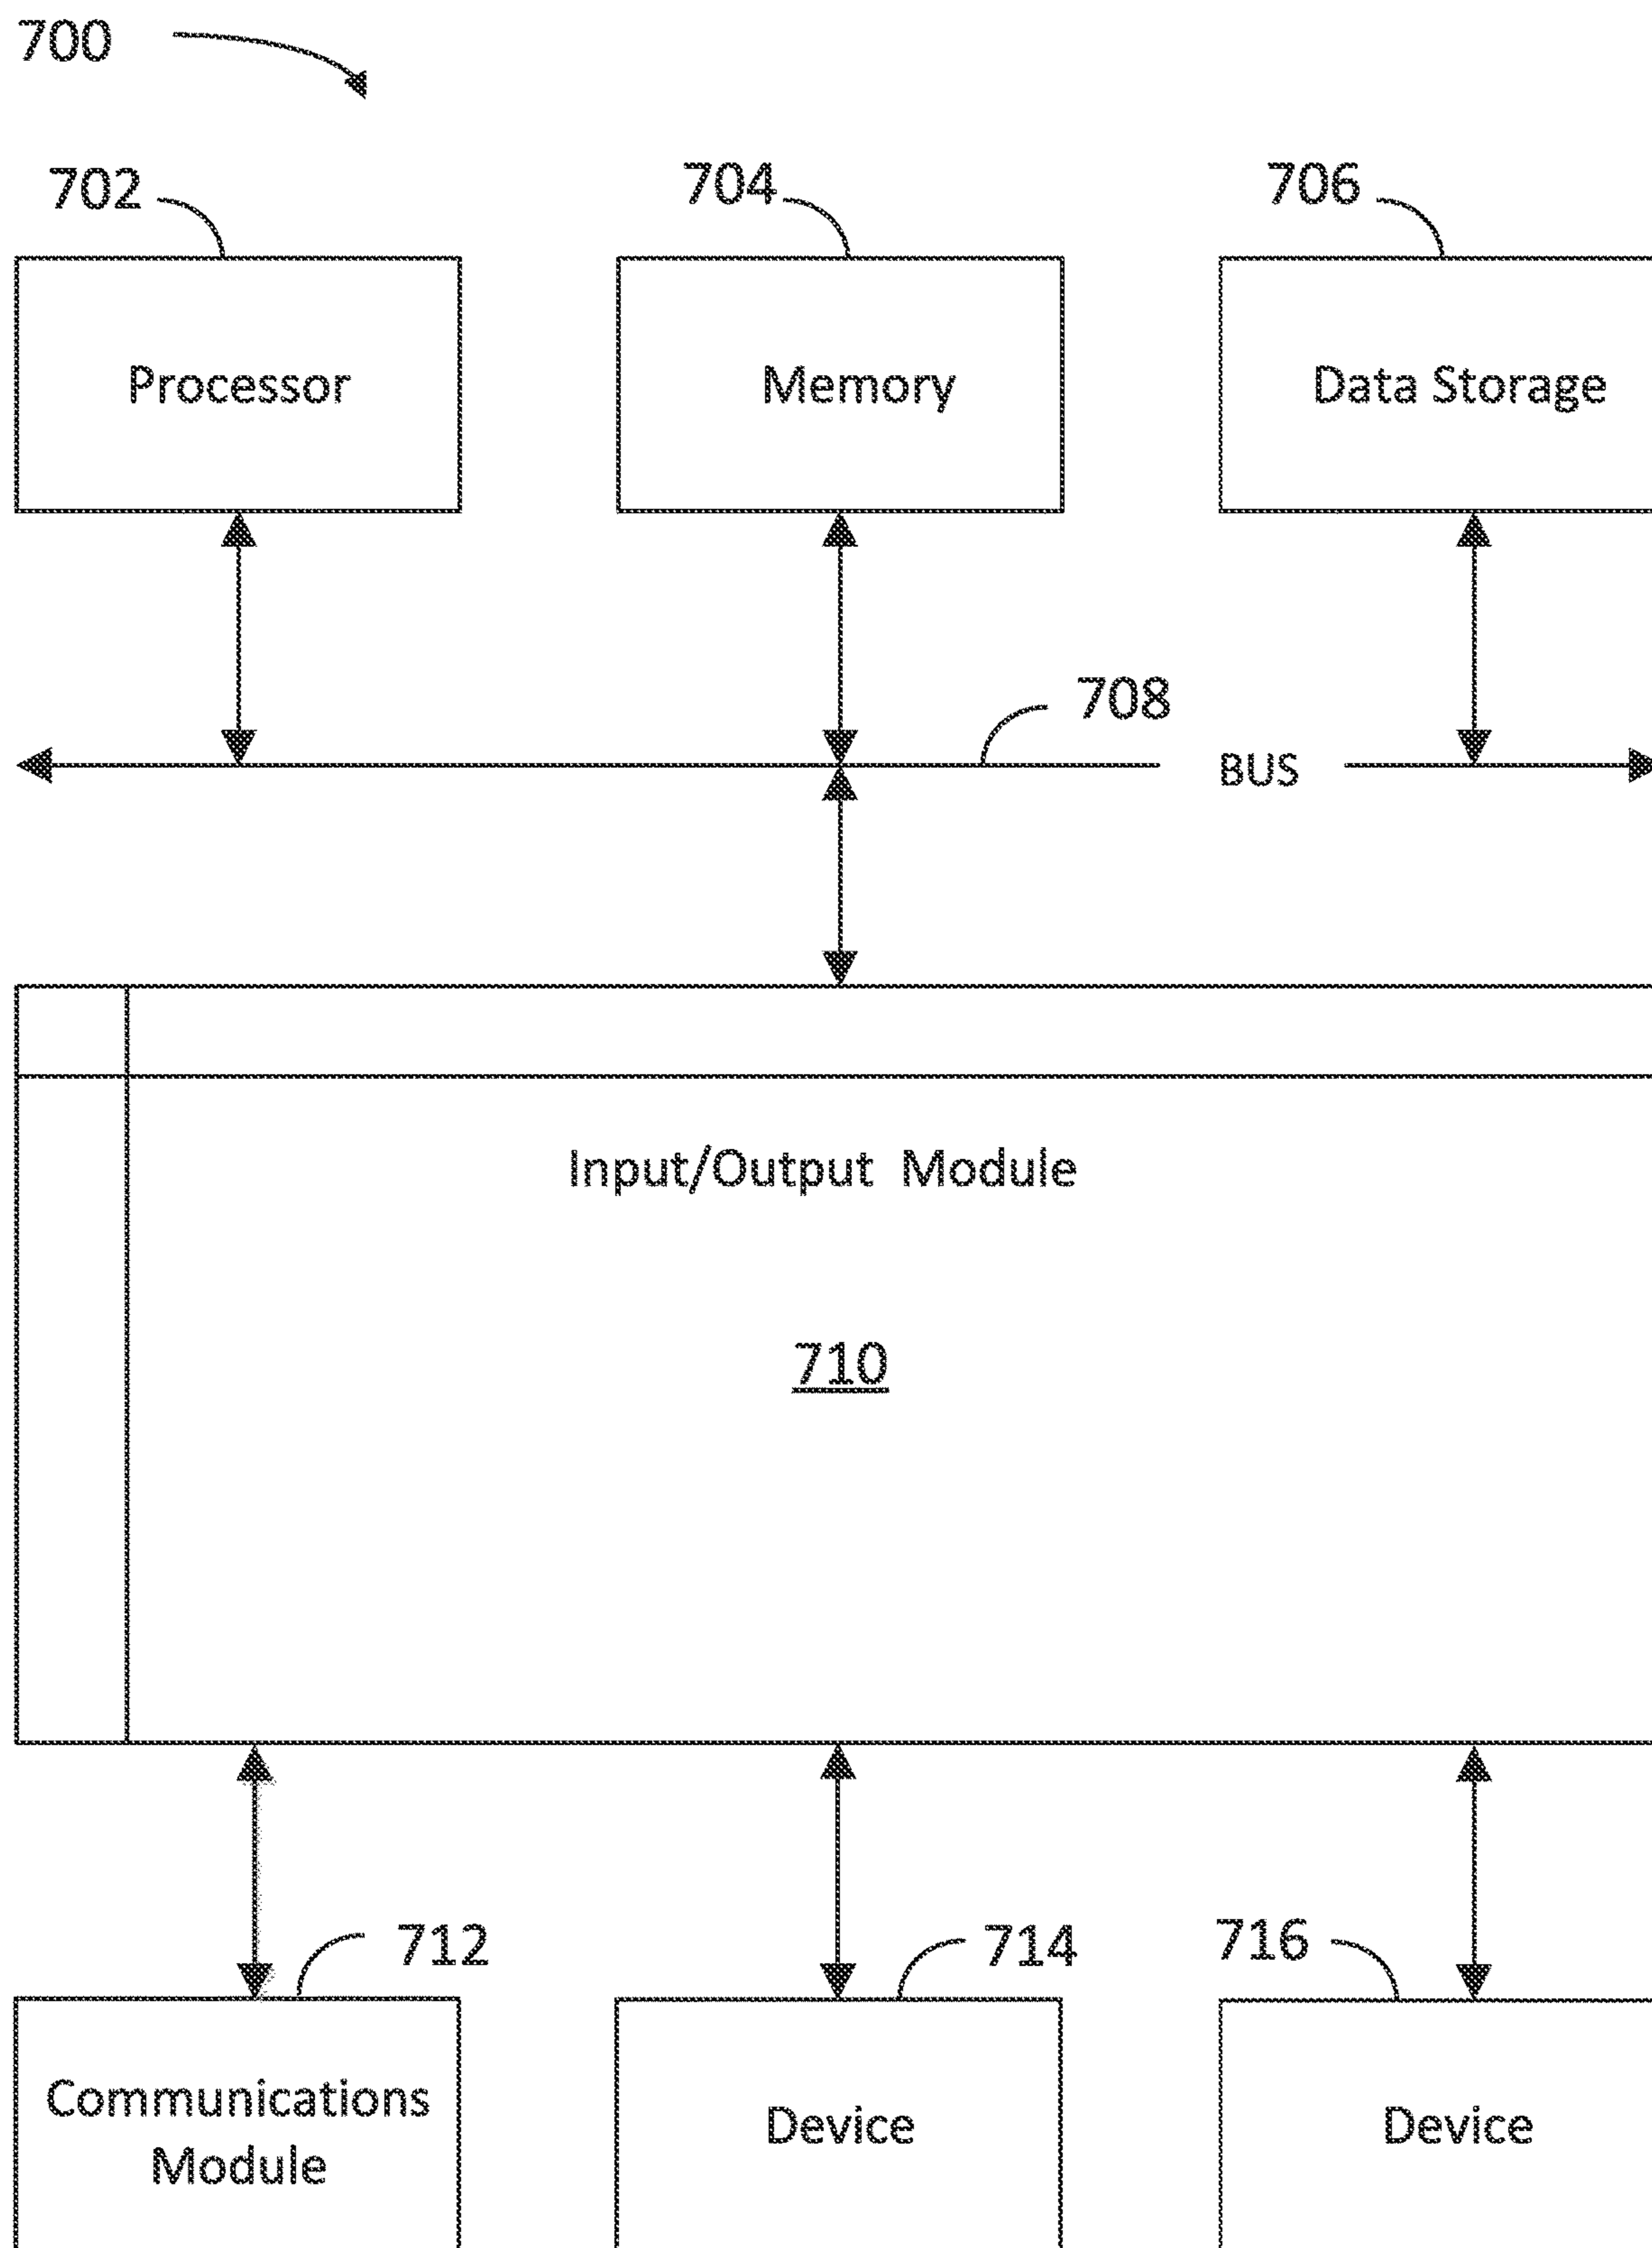 700
702
704
706
Processor
Memory
Data Storage
708
BUS
Input/Output Module
710
712
714
716
Communications
Module
Device
Device